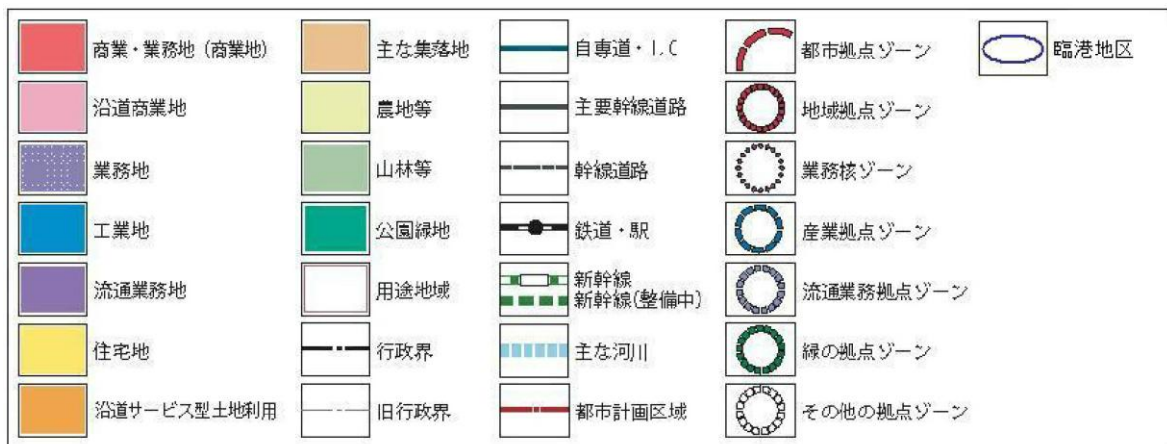 商業・業務地（商業地）
沿道商業地
業務地
工業地
流通業務地
住宅地
沿道サービス型土地利用
主な集落地
農地等
山林等
公園緑地
用途地域
行政界
旧行政界
自専道・I.C
主要幹線道路
幹線道路
鉄道・駅
新幹線
新幹線(整備中)
主な河川
都市計画区域
都市拠点ゾーン
地域拠点ゾーン
業務核ゾーン
産業拠点ゾーン
流通業務拠点ゾーン
緑の拠点ゾーン
その他の拠点ゾーン
臨港地区